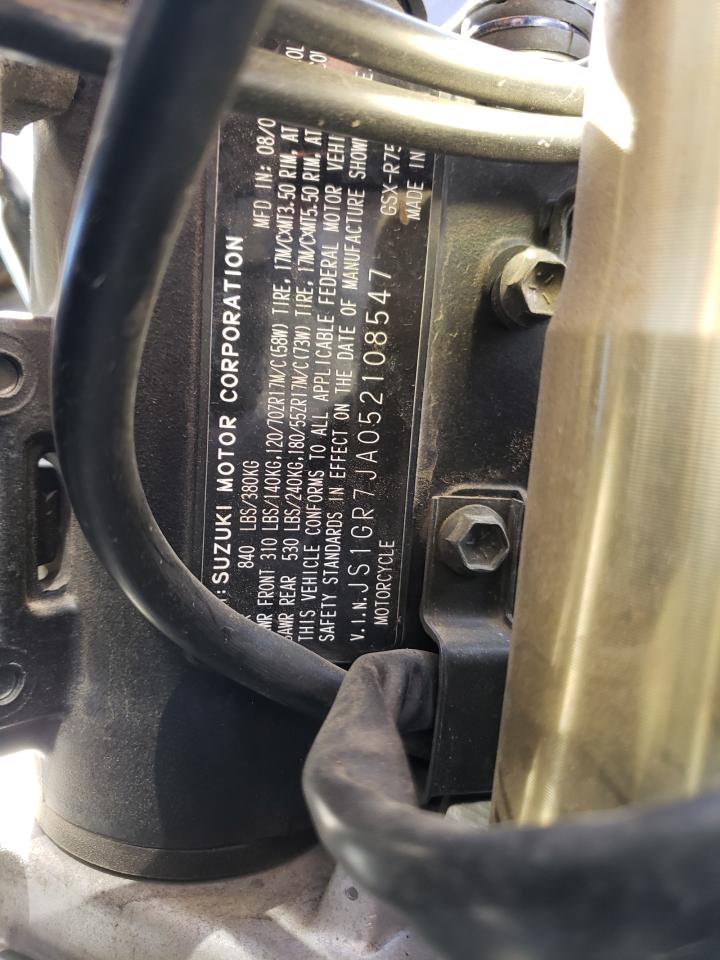 :SUZUKI MOTOR CORPORATION
840 LBS/380KG MFD IN: 08/0
WR FRONT 310 LBS/140KG,120/70ZR17M/C(58W) TIRE, 17M/CXMT3.50 RIM, AT
AWR REAR 530 LBS/240KG,180/55ZR17M/C(73W) TIRE, 17M/CXMT5.50 RIM, AT
THIS VEHICLE CONFORMS TO ALL APPLICABLE FEDERAL MOTOR VEHI
SAFETY STANDARDS IN EFFECT ON THE DATE OF MANUFACTURE SHOW
V.I.N. JS1GR7JA052108547 GSX-R75
MOTORCYCLE MADE IN